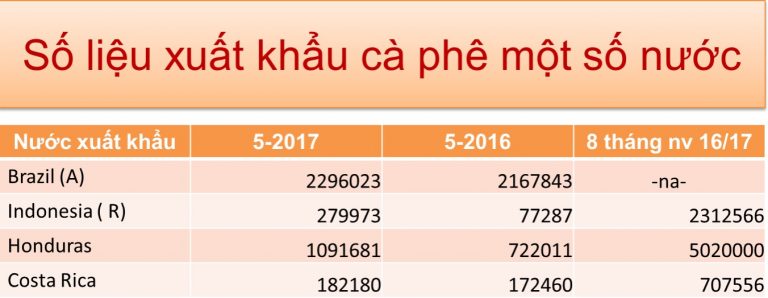 Số liệu xuất khẩu cà phê một số nước
Nước xuất khẩu 5-2017 5-2016 8 tháng nv 16/17
Brazil (A) 2296023 2167843 -na-
Indonesia ( R) 279973 77287 2312566
Honduras 1091681 722011 5020000
Costa Rica 182180 172460 707556